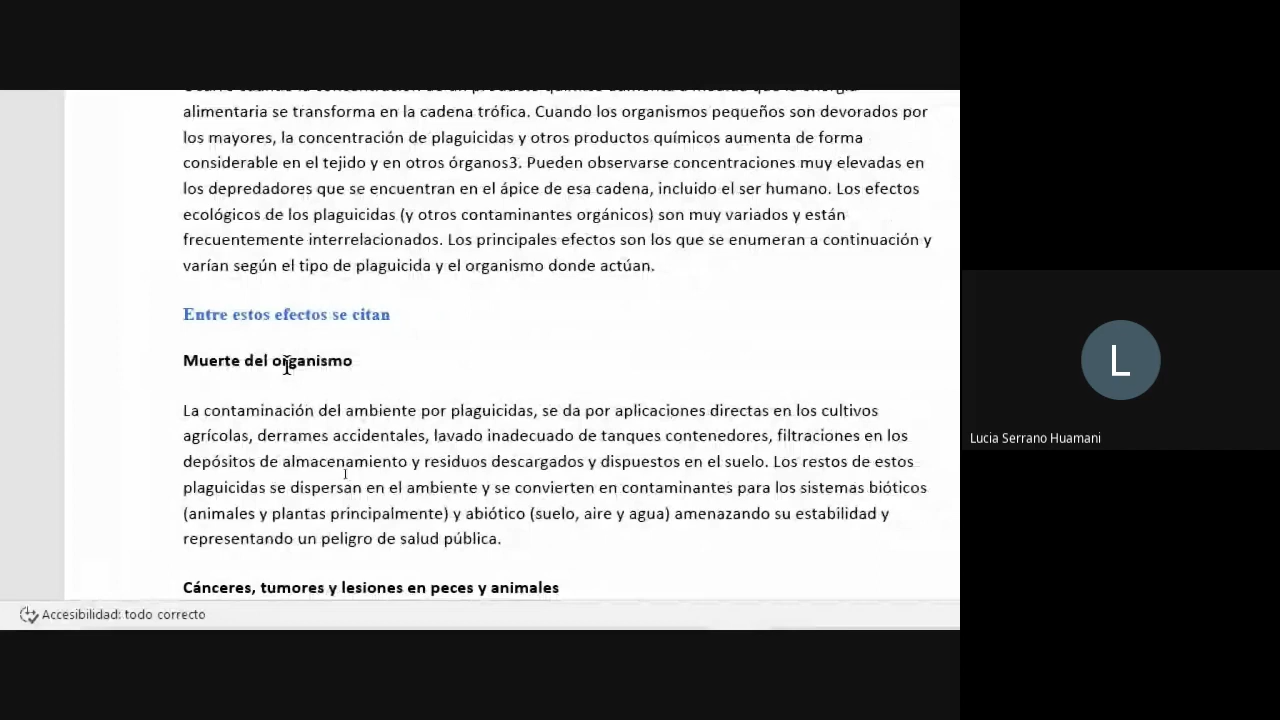 alimentaria se transforma en la cadena trófica. Cuando los organismos pequeños son devorados por
los mayores, la concentración de plaguicidas y otros productos químicos aumenta de forma
considerable en el tejido y en otros órganos3. Pueden observarse concentraciones muy elevadas en
los depredadores que se encuentran en el ápice de esa cadena, incluido el ser humano. Los efectos
ecológicos de los plaguicidas (y otros contaminantes orgánicos) son muy variados y están
frecuentemente interrelacionados. Los principales efectos son los que se enumeran a continuación y
varían según el tipo de plaguicida y el organismo donde actúan.
Entre estos efectos se citan
Muerte del organismo
La contaminación del ambiente por plaguicidas, se da por aplicaciones directas en los cultivos
agrícolas, derrames accidentales, lavado inadecuado de tanques contenedores, filtraciones en los
depósitos de almacenamiento y residuos descargados y dispuestos en el suelo. Los restos de estos
plaguicidas se dispersan en el ambiente y se convierten en contaminantes para los sistemas bióticos
(animales y plantas principalmente) y abiótico (suelo, aire y agua) amenazando su estabilidad y
representando un peligro de salud pública.
Cánceres, tumores y lesiones en peces y animales
Accesibilidad: todo correcto
L
Lucia Serrano Huamani